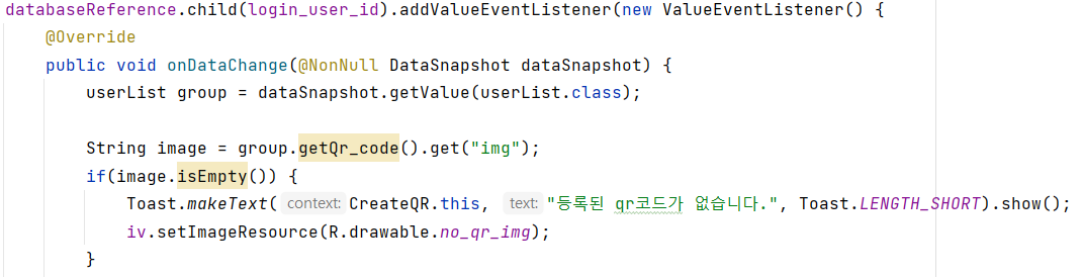 databaseReference.child(login_user_id).addValueEventListener(new ValueEventListener() {
@Override
public void onDataChange(@NonNull DataSnapshot dataSnapshot) {
userList group = dataSnapshot.getValue(userList.class);
String image = group.getQr_code().get("img");
if(image.isEmpty()) {
Toast.makeText( context: CreateQR.this, text: "등록된 qr코드가 없습니다.", Toast.LENGTH_SHORT).show();
iv.setImageResource(R.drawable.no_qr_img);
}